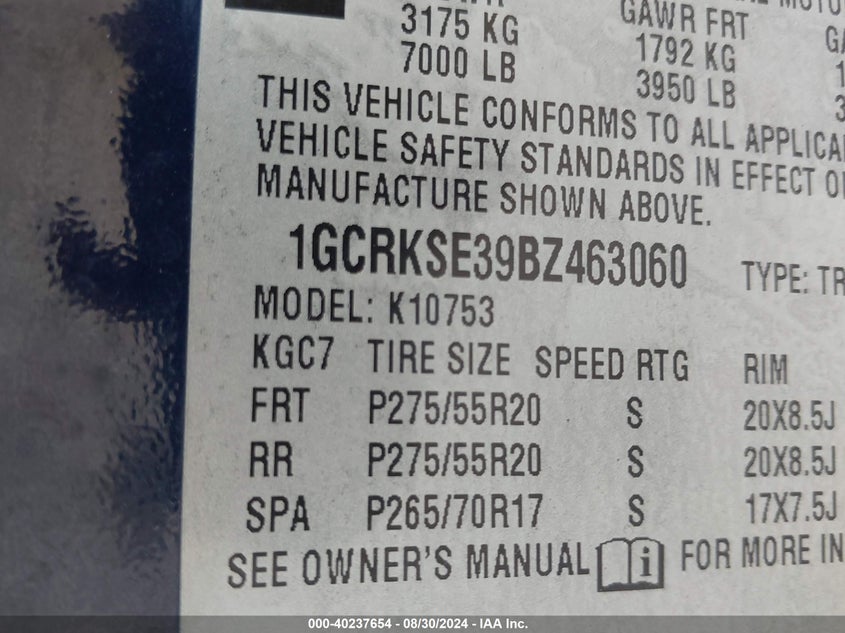 3175 KG GAWR FRT
7000 LB 1792 KG
3950 LB
THIS VEHICLE CONFORMS TO ALL
VEHICLE SAFETY STANDARDS IN EFFECT
MANUFACTURE SHOWN ABOVE.
1GCRKSE39BZ463060 TYPE: TR
MODEL: K10753
KGC7 TIRE SIZE SPEED RTG RIM
FRT P275/55R20 S 20X8.5J
RR P275/55R20 S 20X8.5J
SPA P265/70R17 S 17X7.5J
SEE OWNER'S MANUAL i FOR MORE IN
000-40237654 - 08/30/2024 - IAA Inc.